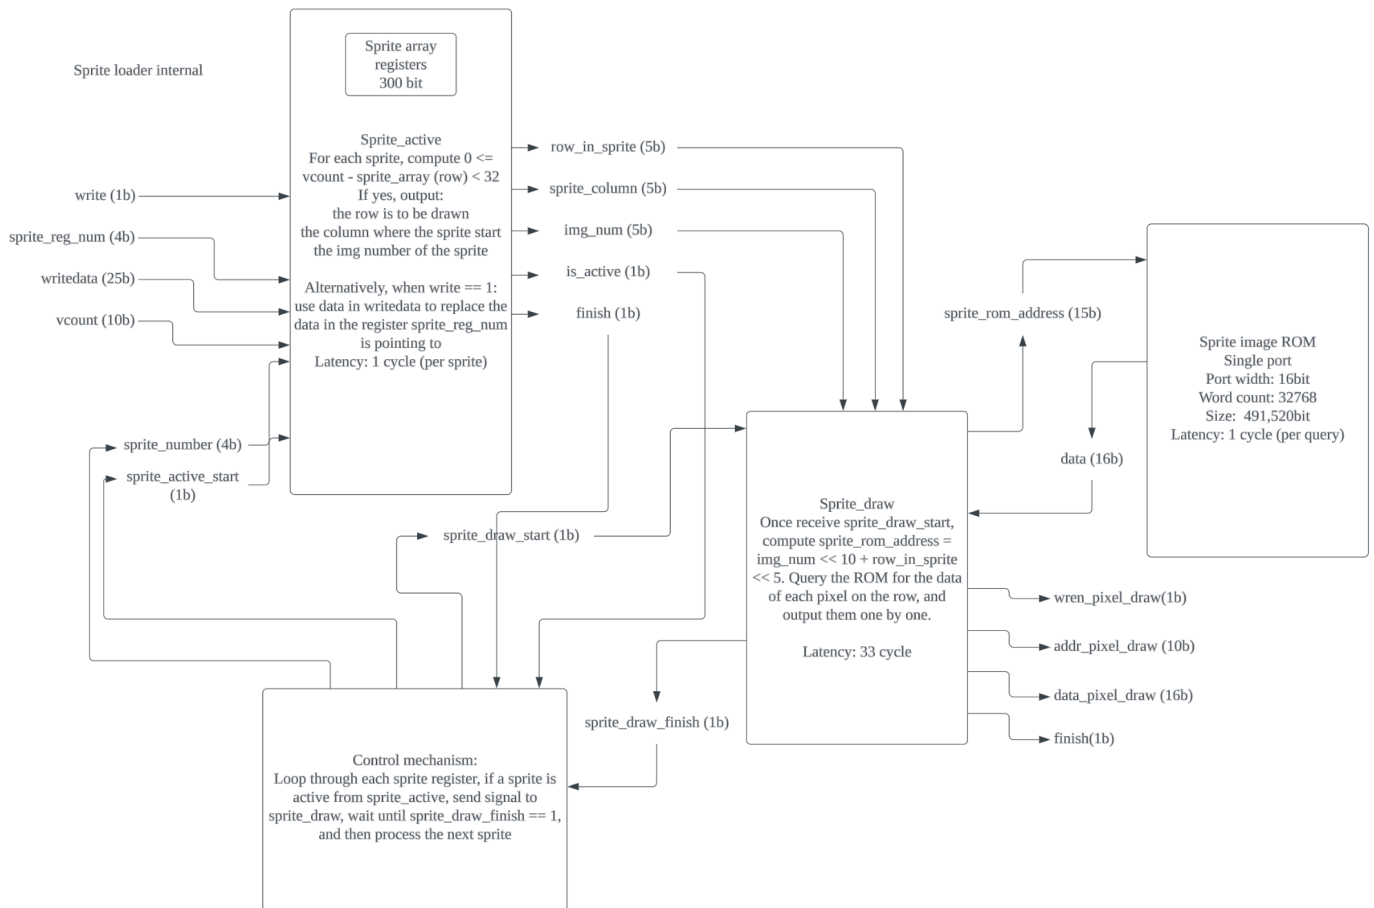 Sprite loader internal
Sprite array
registers
300 bit
Sprite_active
For each sprite, compute 0 <=
vcount - sprite_array (row) < 32
If yes, output:
the row is to be drawn
the column where the sprite start
the img number of the sprite
Alternatively, when write == 1:
use data in writedata to replace the
data in the register sprite_reg_num
is pointing to
Latency: 1 cycle (per sprite)
write (1b)
sprite_reg_num (4b)
writedata (25b)
vcount (10b)
sprite_number (4b)
sprite_active_start
(1b)
row_in_sprite (5b)
sprite_column (5b)
img_num (5b)
is_active (1b)
finish (1b)
sprite_draw_start (1b)
sprite_rom_address (15b)
data (16b)
Sprite image ROM
Single port
Port width: 16bit
Word count: 32768
Size:  491,520bit
Latency: 1 cycle (per query)
Sprite_draw
Once receive sprite_draw_start,
compute sprite_rom_address =
img_num << 10 + row_in_sprite
<< 5. Query the ROM for the data
of each pixel on the row, and
output them one by one.
Latency: 33 cycle
wren_pixel_draw(1b)
addr_pixel_draw (10b)
data_pixel_draw (16b)
finish(1b)
sprite_draw_finish (1b)
Control mechanism:
Loop through each sprite register, if a sprite is
active from sprite_active, send signal to
sprite_draw, wait until sprite_draw_finish == 1,
and then process the next sprite